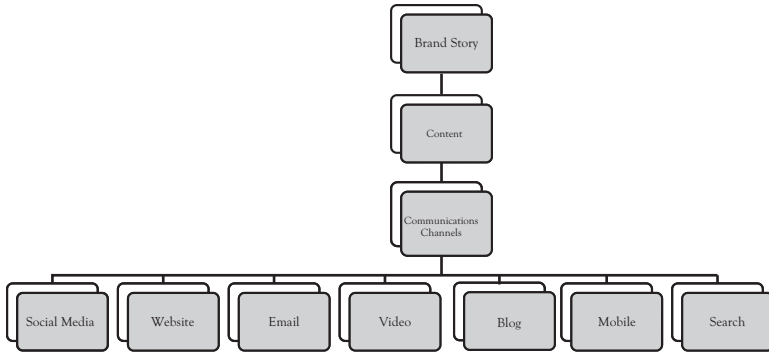 Brand Story
Content
Communications
Channels
Social Media
Website
Email
Video
Blog
Mobile
Search